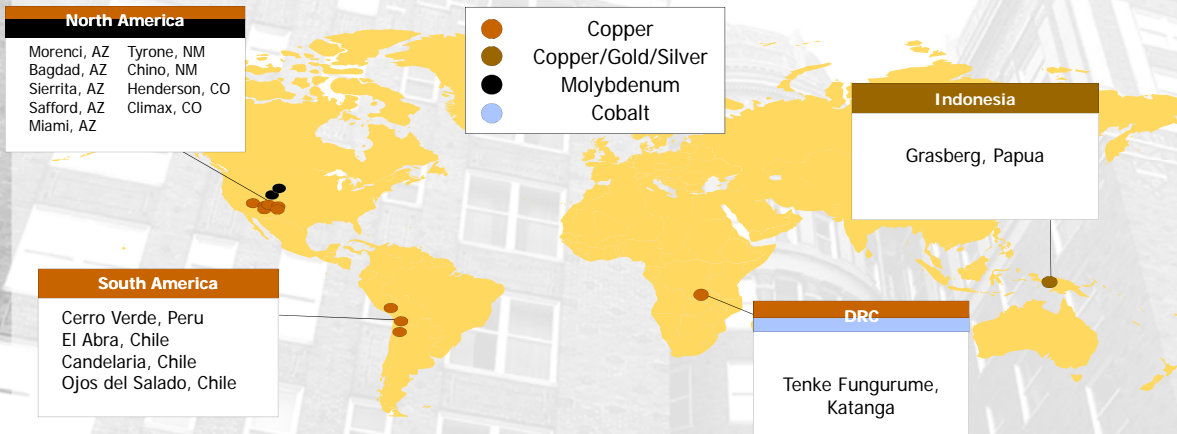 North America
Morenci, AZ Tyrone, NM
Bagdad, AZ Chino, NM
Sierrita, AZ Henderson, CO
Safford, AZ Climax, CO
Miami, AZ
Copper
Copper/Gold/Silver
Molybdenum
Cobalt
Indonesia
Grasberg, Papua
South America
Cerro Verde, Peru
El Abra, Chile
Candelaria, Chile
Ojos del Salado, Chile
DRC
Tenke Fungurume,
Katanga